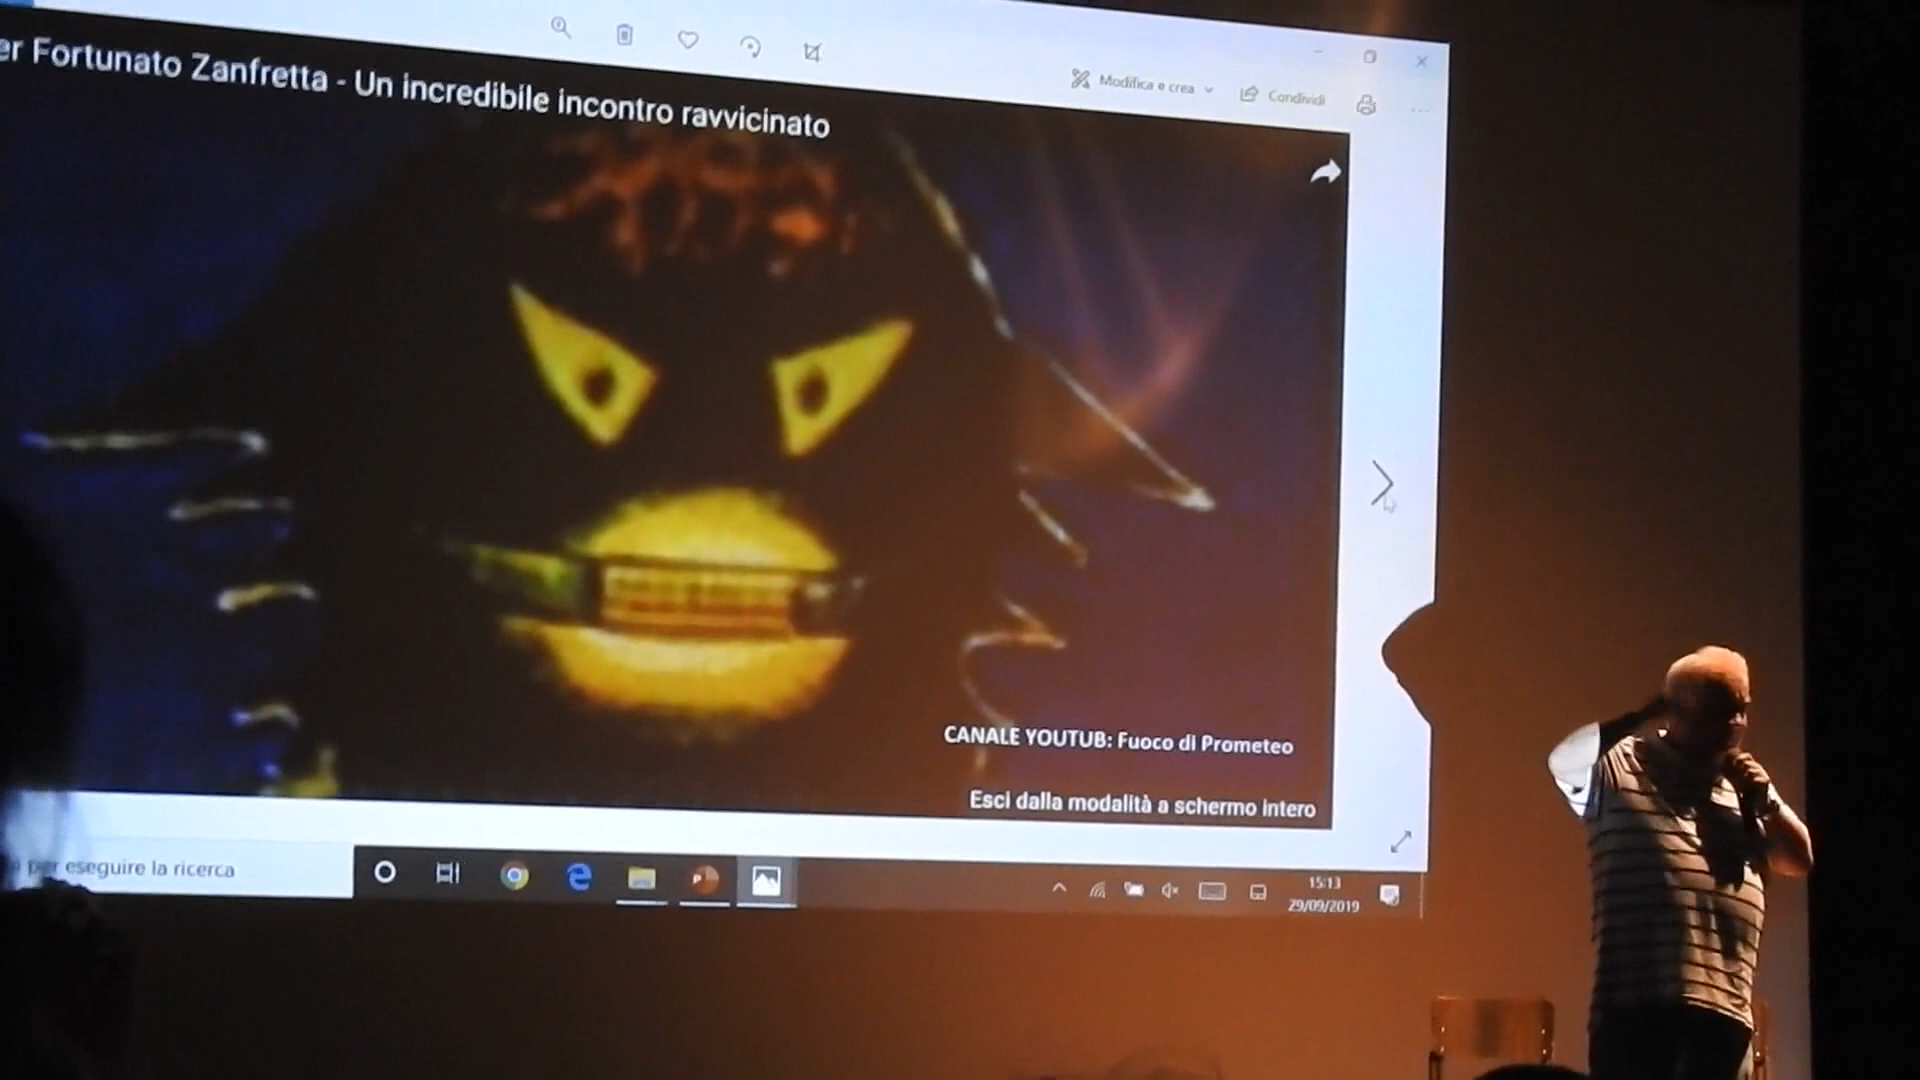 er Fortunato Zanfretta - Un incredibile incontro ravvicinato
Modifica e crea
Condividi
CANALE YOUTUB: Fuoco di Prometeo
Esci dalla modalità a schermo intero
per eseguire la ricerca
15:13
29/09/2019